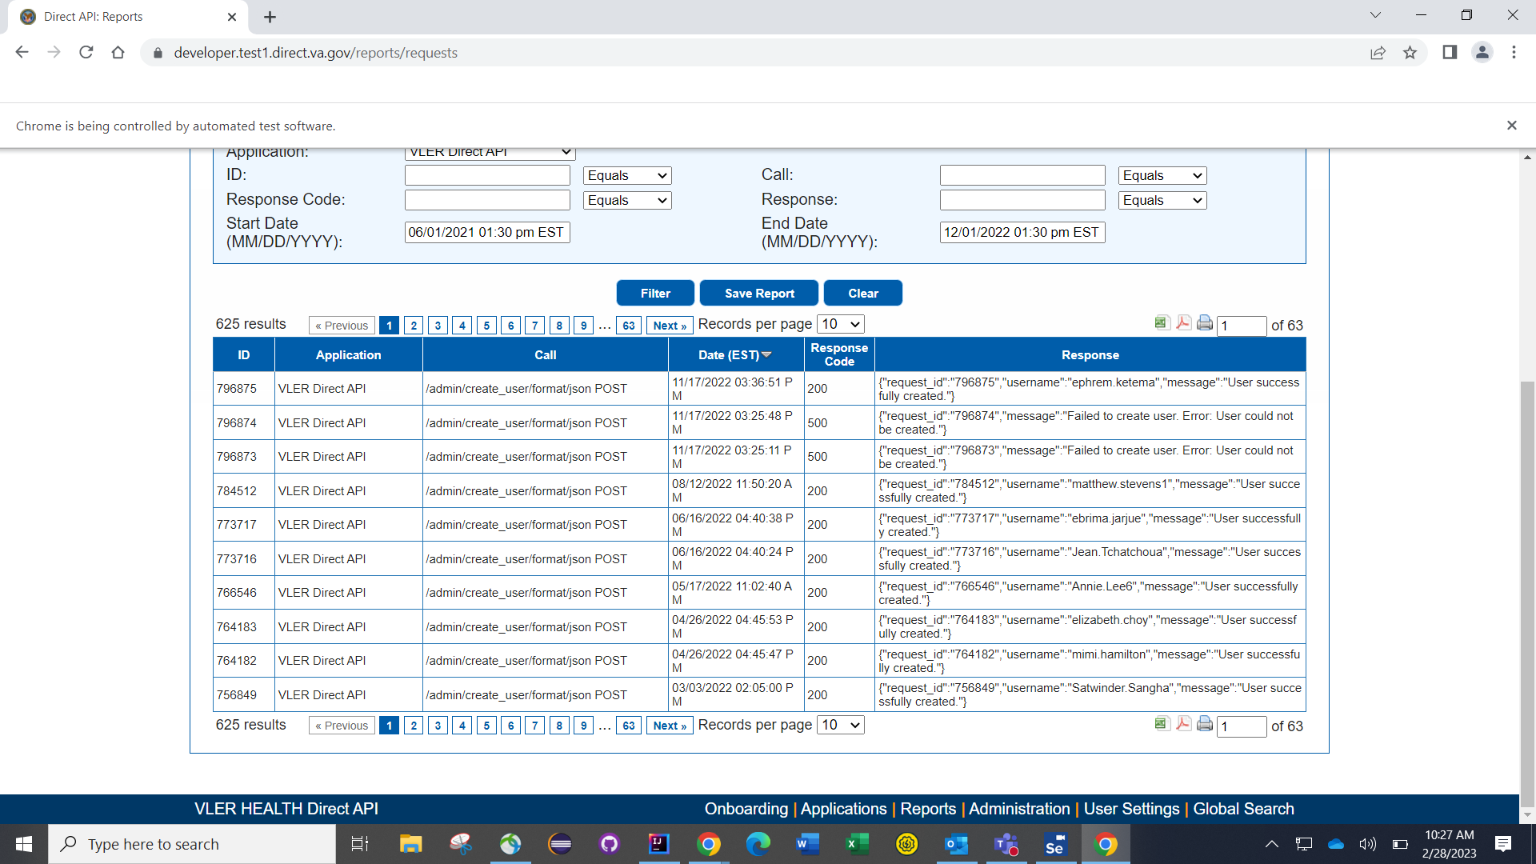 Direct API: Reports
developer.test1.direct.va.gov/reports/requests
Chrome is being controlled by automated test software.
Application: VLER Direct API
ID: Equals Call: Equals
Response Code: Equals Response: Equals
Start Date
(MM/DD/YYYY): 06/01/2021 01:30 pm EST End Date
(MM/DD/YYYY): 12/01/2022 01:30 pm EST
Filter Save Report Clear
625 results « Previous 1 2 3 4 5 6 7 8 9 ... 63 Next » Records per page 10 1 of 63
ID Application Call Date (EST) Response
Code Response
796875 VLER Direct API /admin/create_user/format/json POST 11/17/2022 03:36:51 P
M 200 {"request_id":"796875","username":"ephrem.ketema","message":"User success
fully created."}
796874 VLER Direct API /admin/create_user/format/json POST 11/17/2022 03:25:48 P
M 500 {"request_id":"796874","message":"Failed to create user. Error: User could not
be created."}
796873 VLER Direct API /admin/create_user/format/json POST 11/17/2022 03:25:11 P
M 500 {"request_id":"796873","message":"Failed to create user. Error: User could not
be created."}
784512 VLER Direct API /admin/create_user/format/json POST 08/12/2022 11:50:20 A
M 200 {"request_id":"784512","username":"matthew.stevens1","message":"User succe
ssfully created."}
773717 VLER Direct API /admin/create_user/format/json POST 06/16/2022 04:40:38 P
M 200 {"request_id":"773717","username":"ebrima.jarjue","message":"User successfull
y created."}
773716 VLER Direct API /admin/create_user/format/json POST 06/16/2022 04:40:24 P
M 200 {"request_id":"773716","username":"Jean.Tchatchoua","message":"User succes
sfully created."}
766546 VLER Direct API /admin/create_user/format/json POST 05/17/2022 11:02:40 A
M 200 {"request_id":"766546","username":"Annie.Lee6","message":"User successfully
created."}
764183 VLER Direct API /admin/create_user/format/json POST 04/26/2022 04:45:53 P
M 200 {"request_id":"764183","username":"elizabeth.choy","message":"User successf
ully created."}
764182 VLER Direct API /admin/create_user/format/json POST 04/26/2022 04:45:47 P
M 200 {"request_id":"764182","username":"mimi.hamilton","message":"User successfu
lly created."}
756849 VLER Direct API /admin/create_user/format/json POST 03/03/2022 02:05:00 P
M 200 {"request_id":"756849","username":"Satwinder.Sangha","message":"User succe
ssfully created."}
625 results « Previous 1 2 3 4 5 6 7 8 9 ... 63 Next » Records per page 10 1 of 63
VLER HEALTH Direct API Onboarding | Applications | Reports | Administration | User Settings | Global Search
Type here to search
10:27 AM
2/28/2023